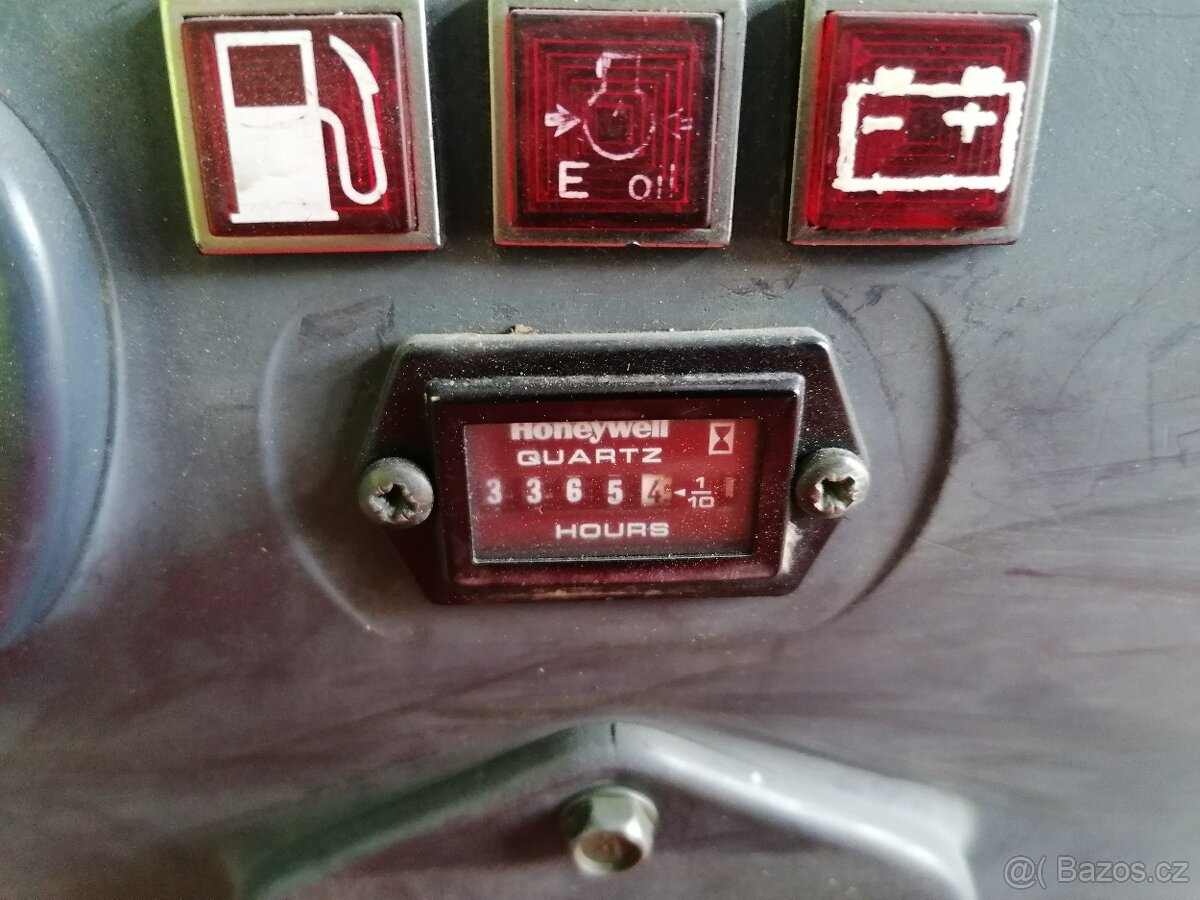 E OIl
- +
Honeywell
QUARTZ
3 3 6 5 4 1/10
HOURS
@( Bazos.cz